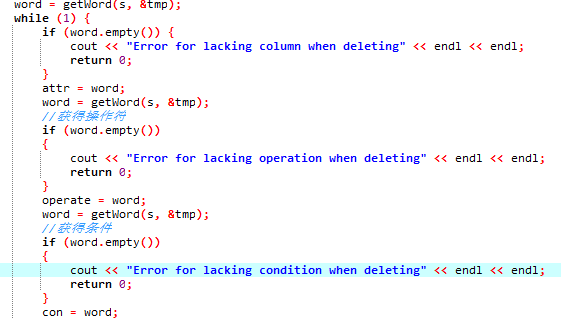 word = getWord(s, &tmp);
while (1) {
if (word.empty()) {
cout << "Error for lacking column when deleting" << endl << endl;
return 0;
}
attr = word;
word = getWord(s, &tmp);
//获得操作符
if (word.empty())
{
cout << "Error for lacking operation when deleting" << endl << endl;
return 0;
}
operate = word;
word = getWord(s, &tmp);
//获得条件
if (word.empty())
{
cout << "Error for lacking condition when deleting" << endl << endl;
return 0;
}
con = word;